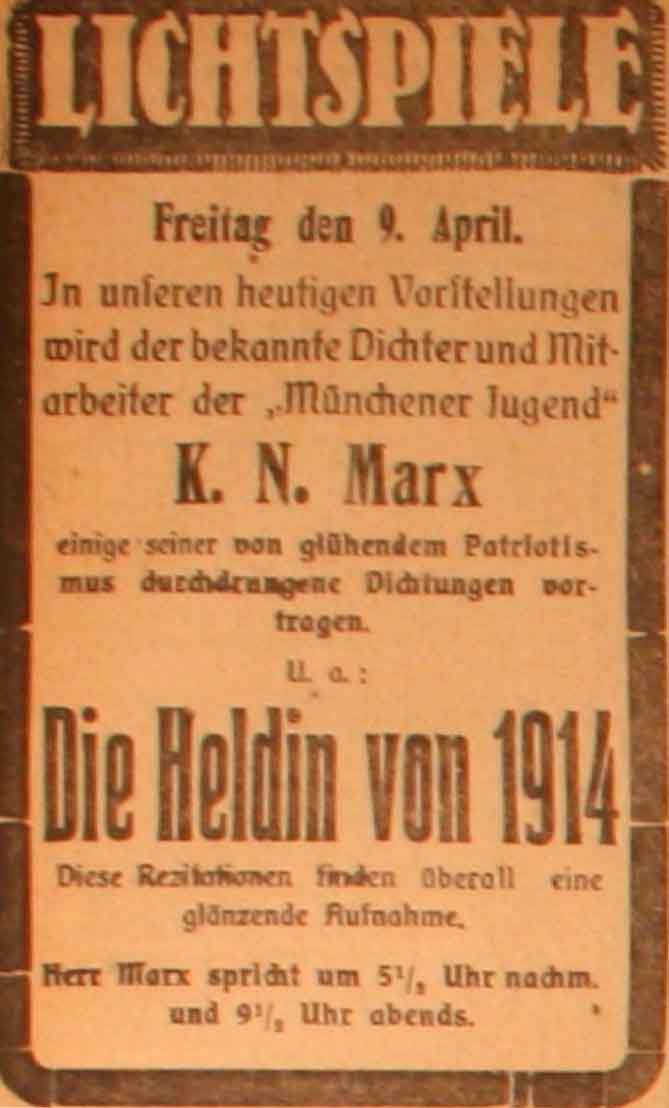 LICHTSPIELE
Freitag den 9. April.
In unseren heutigen Vorstellungen
wird der bekannte Dichter und Mit-
arbeiter der „Münchener Jugend“
K. N. Marx
einige seiner von glühendem Patriotis-
mus durchdrungene Dichtungen vor-
tragen.
U. a.:
Die Heldin von 1914
Diese Rezitationen finden überall eine
glänzende Aufnahme.
Herr Marx spricht um 5½ Uhr nachm.
und 9½ Uhr abends.